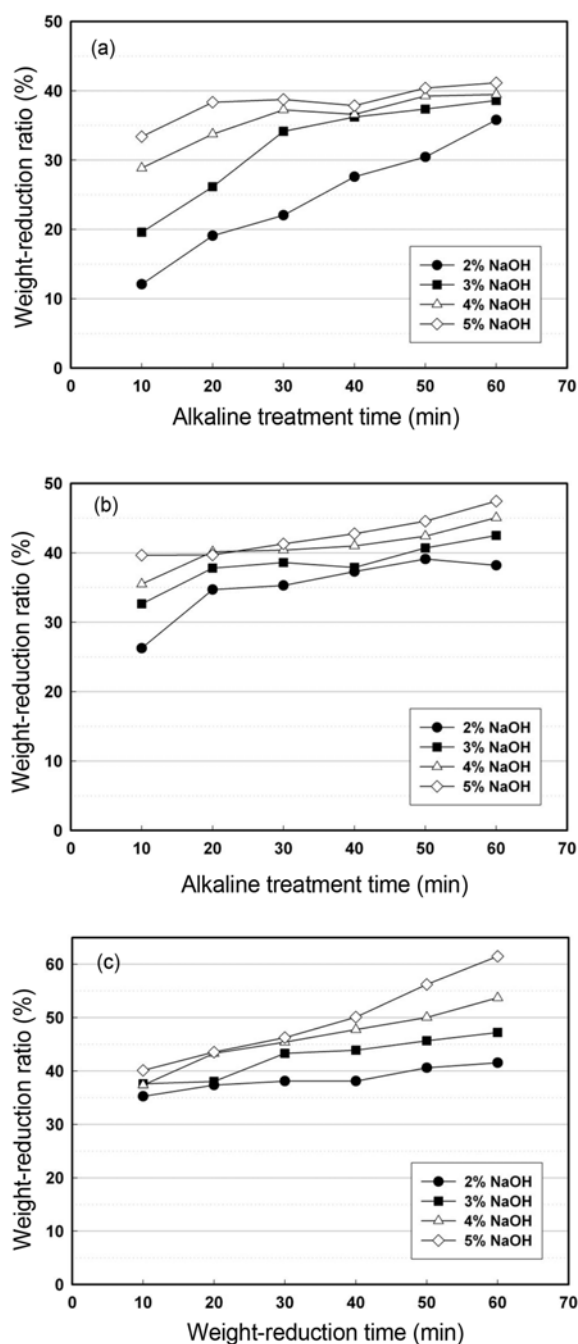 50
(a)
40
30
20
10
0
Weight-reduction ratio (%)
2% NaOH
3% NaOH
4% NaOH
5% NaOH
0 10 20 30 40 50 60 70
Alkaline treatment time (min)
50
(b)
40
30
20
10
0
Weight-reduction ratio (%)
2% NaOH
3% NaOH
4% NaOH
5% NaOH
0 10 20 30 40 50 60 70
Alkaline treatment time (min)
(c)
60
50
40
30
20
10
0
Weight-reduction ratio (%)
2% NaOH
3% NaOH
4% NaOH
5% NaOH
0 10 20 30 40 50 60 70
Weight-reduction time (min)